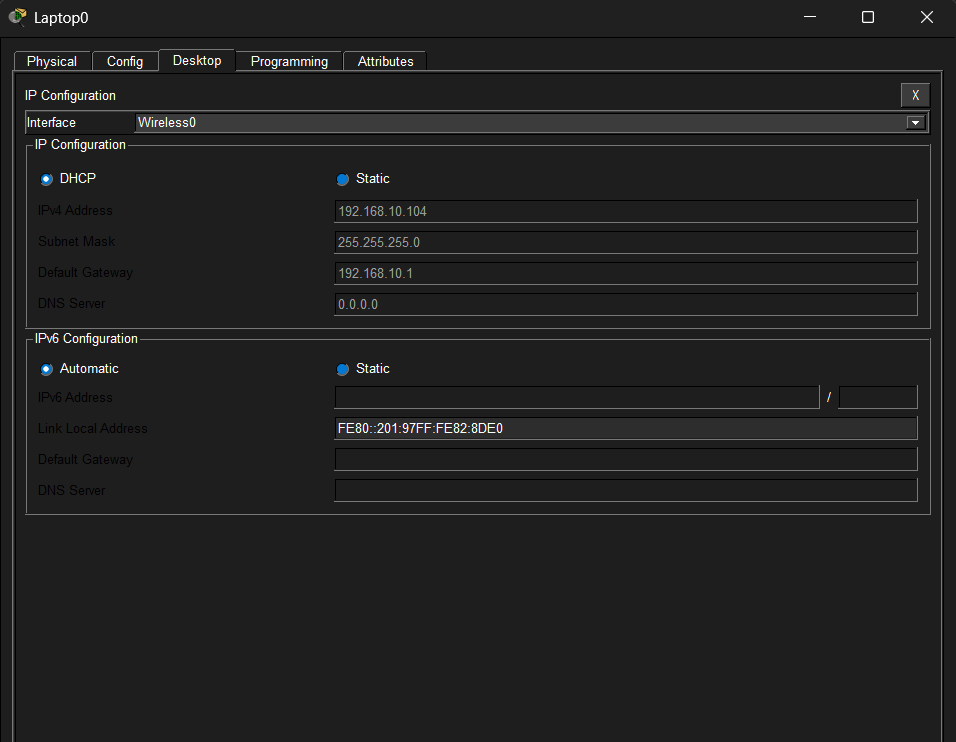 Laptop0
Physical Config Desktop Programming Attributes
IP Configuration X
Interface Wireless0
IP Configuration
DHCP Static
IPv4 Address 192.168.10.104
Subnet Mask 255.255.255.0
Default Gateway 192.168.10.1
DNS Server 0.0.0.0
IPv6 Configuration
Automatic Static
IPv6 Address /
Link Local Address FE80::201:97FF:FE82:8DE0
Default Gateway
DNS Server